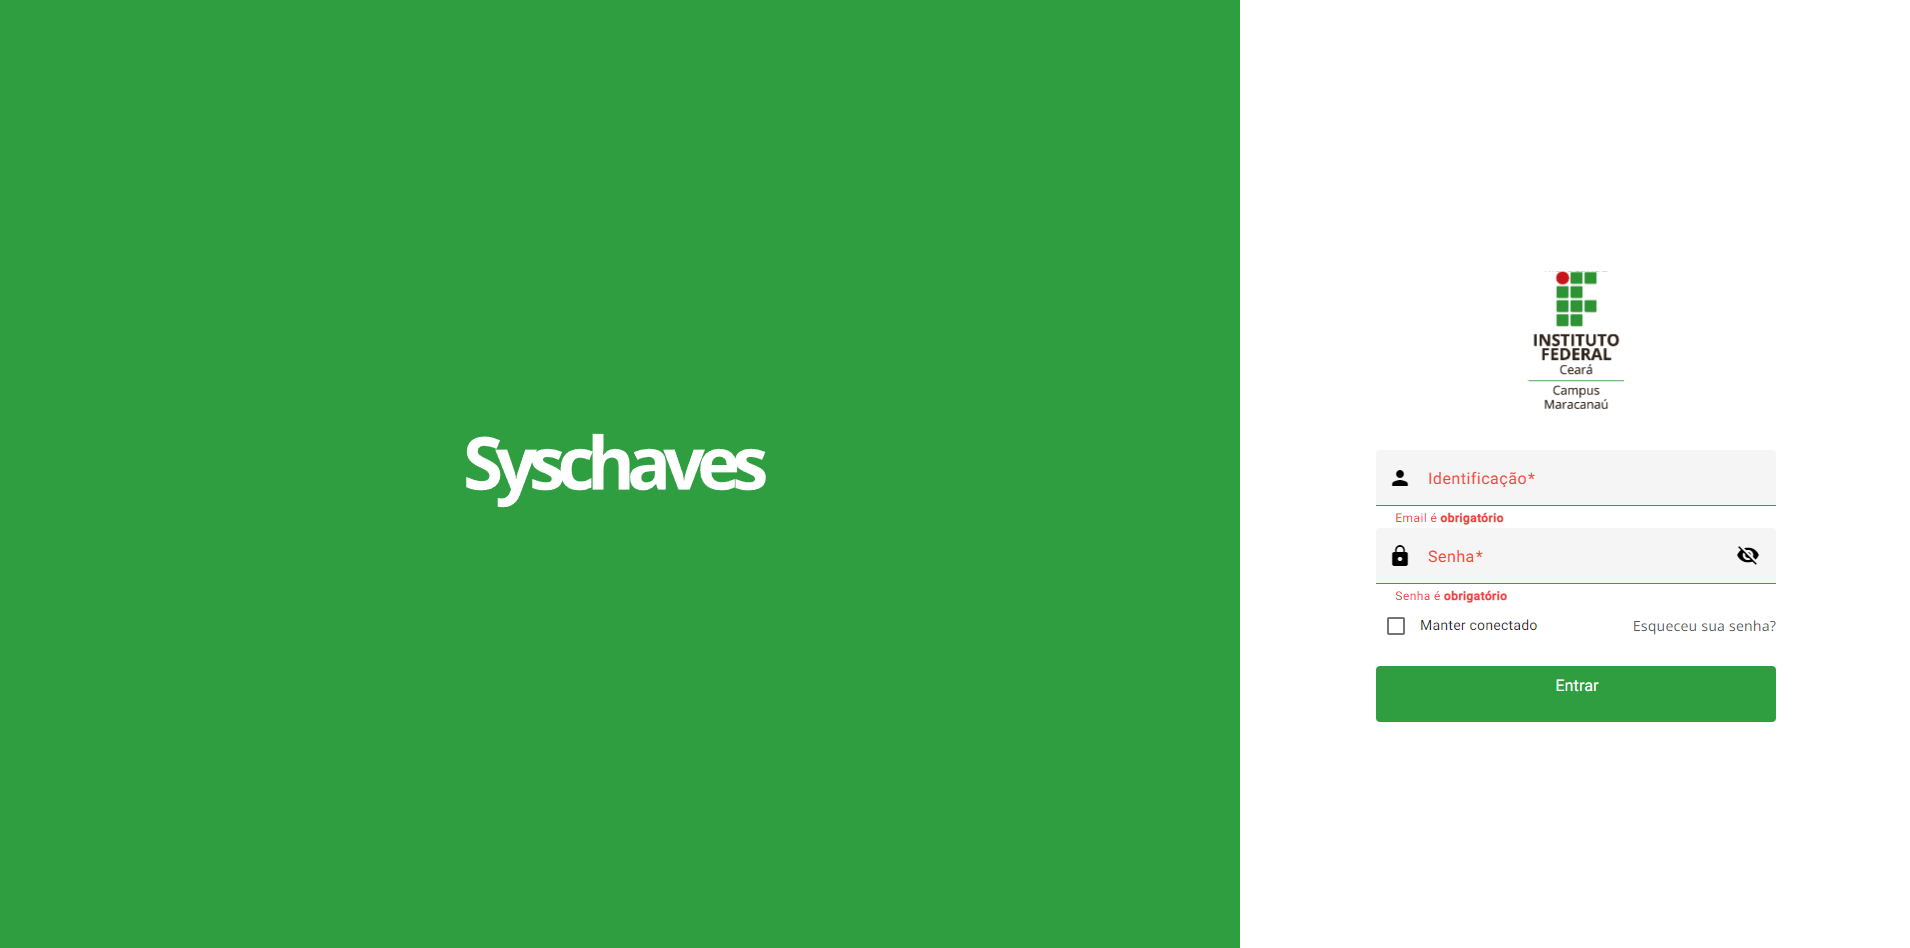 Syschaves
INSTITUTO
FEDERAL
Ceará
Campus
Maracanaú
Identificação*
Email é obrigatório
Senha*
Senha é obrigatório
Manter conectado
Esqueceu sua senha?
Entrar